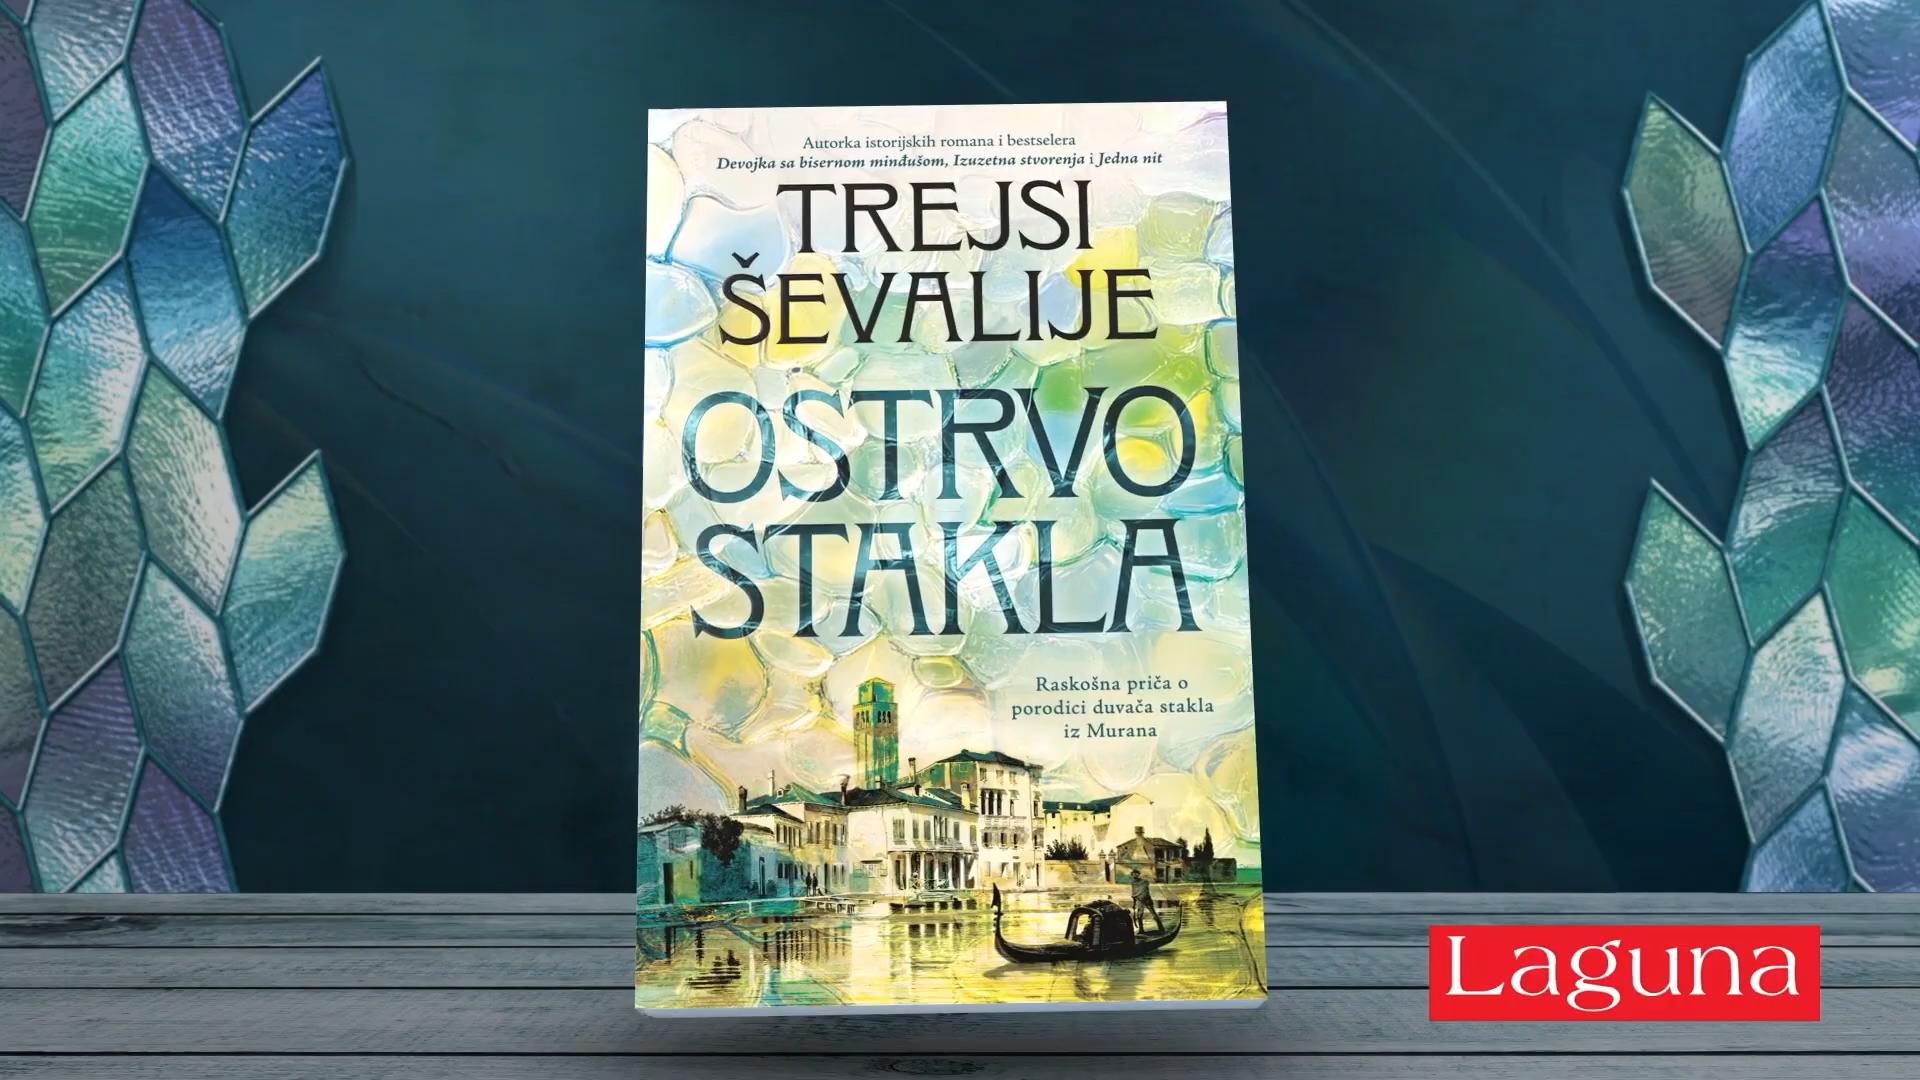 Autorka istorijskih romana i bestselera
Devojka sa bisernom minđušom, Izuzetna stvorenja i Jedna nit
TREJSI
ŠEVALIJE
OSTRVO
STAKLA
Raskošna priča o
porodici duvača stakla
iz Murana
Laguna